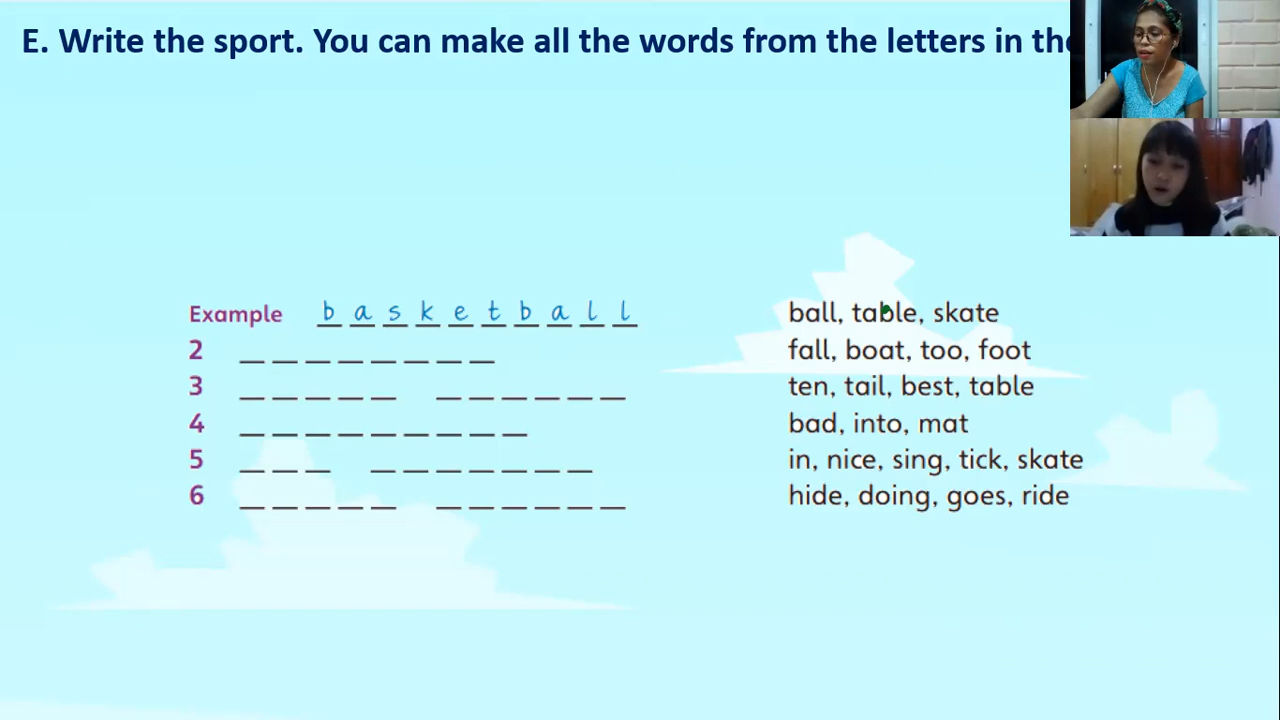 E. Write the sport. You can make all the words from the letters in
Example b a s k e t b a l l ball, table, skate
2 _ _ _ _ _ _ _ _ fall, boat, too, foot
3 _ _ _ _ _ _ _ _ _ _ _ ten, tail, best, table
4 _ _ _ _ _ _ _ _ _ bad, into, mat
5 _ _ _ _ _ _ _ _ _ _ in, nice, sing, tick, skate
6 _ _ _ _ _ _ _ _ _ _ _ hide, doing, goes, ride